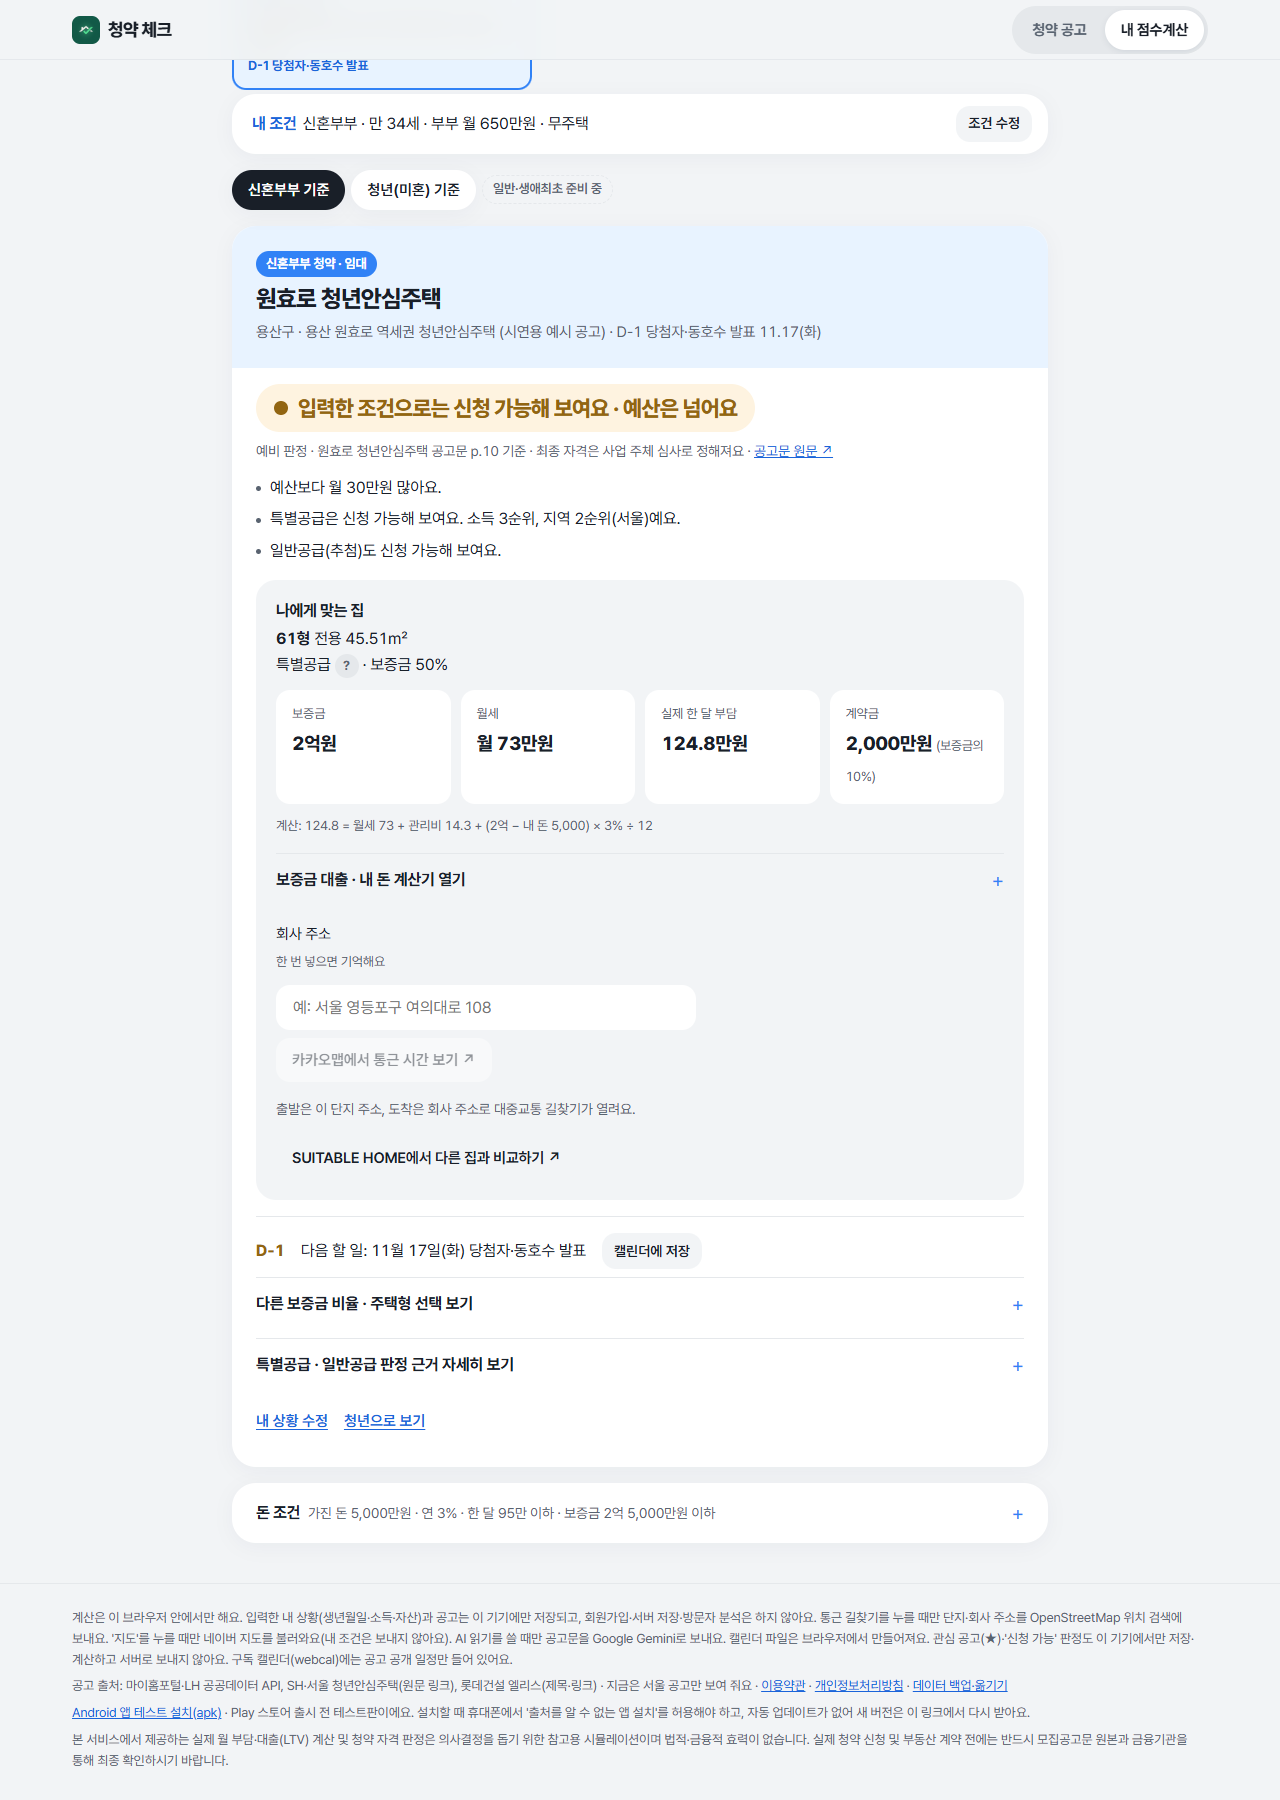 청약 체크
청약 공고
내 점수계산
D-1 당첨자·동호수 발표
내 조건 신혼부부 · 만 34세 · 부부 월 650만원 · 무주택
조건 수정
신혼부부 기준
청년(미혼) 기준
일반·생애최초 준비 중
신혼부부 청약 · 임대
원효로 청년안심주택
용산구 · 용산 원효로 역세권 청년안심주택 (시연용 예시 공고) · D-1 당첨자·동호수 발표 11.17(화)
입력한 조건으로는 신청 가능해 보여요 · 예산은 넘어요
예비 판정 · 원효로 청년안심주택 공고문 p.10 기준 · 최종 자격은 사업 주체 심사로 정해져요 · 공고문 원문 ↗
• 예산보다 월 30만원 많아요.
• 특별공급은 신청 가능해 보여요. 소득 3순위, 지역 2순위(서울)예요.
• 일반공급(추첨)도 신청 가능해 보여요.
나에게 맞는 집
61형 전용 45.51m²
특별공급 ? · 보증금 50%
보증금
2억원
월세
월 73만원
실제 한 달 부담
124.8만원
계약금
2,000만원 (보증금의
10%)
계산: 124.8 = 월세 73 + 관리비 14.3 + (2억 − 내 돈 5,000) × 3% ÷ 12
보증금 대출 · 내 돈 계산기 열기 +
회사 주소
한 번 넣으면 기억해요
예: 서울 영등포구 여의대로 108
카카오맵에서 통근 시간 보기 ↗
출발은 이 단지 주소, 도착은 회사 주소로 대중교통 길찾기가 열려요.
SUITABLE HOME에서 다른 집과 비교하기 ↗
D-1 다음 할 일: 11월 17일(화) 당첨자·동호수 발표 캘린더에 저장
다른 보증금 비율 · 주택형 선택 보기 +
특별공급 · 일반공급 판정 근거 자세히 보기 +
내 상황 수정 청년으로 보기
돈 조건 가진 돈 5,000만원 · 연 3% · 한 달 95만 이하 · 보증금 2억 5,000만원 이하 +
계산은 이 브라우저 안에서만 해요. 입력한 내 상황(생년월일·소득·자산)과 공고는 이 기기에만 저장되고, 회원가입·서버 저장·방문자 분석은 하지 않아요. 통근 길찾기를 누를 때만 단지·회사 주소를 OpenStreetMap 위치 검색에
보내요. '지도'를 누를 때만 네이버 지도를 불러와요(내 조건은 보내지 않아요). AI 읽기를 쓸 때만 공고문을 Google Gemini로 보내요. 캘린더 파일은 브라우저에서 만들어져요. 관심 공고(★)·'신청 가능' 판정도 이 기기에서만 저장·
계산하고 서버로 보내지 않아요. 구독 캘린더(webcal)에는 공고 공개 일정만 들어 있어요.
공고 출처: 마이홈포털·LH 공공데이터 API, SH·서울 청년안심주택(원문 링크), 롯데건설 엘리스(제목·링크) · 지금은 서울 공고만 보여 줘요 · 이용약관 · 개인정보처리방침 · 데이터 백업·옮기기
Android 앱 테스트 설치(apk) · Play 스토어 출시 전 테스트판이에요. 설치할 때 휴대폰에서 '출처를 알 수 없는 앱 설치'를 허용해야 하고, 자동 업데이트가 없어 새 버전은 이 링크에서 다시 받아요.
본 서비스에서 제공하는 실제 월 부담·대출(LTV) 계산 및 청약 자격 판정은 의사결정을 돕기 위한 참고용 시뮬레이션이며 법적·금융적 효력이 없습니다. 실제 청약 신청 및 부동산 계약 전에는 반드시 모집공고문 원본과 금융기관을
통해 최종 확인하시기 바랍니다.